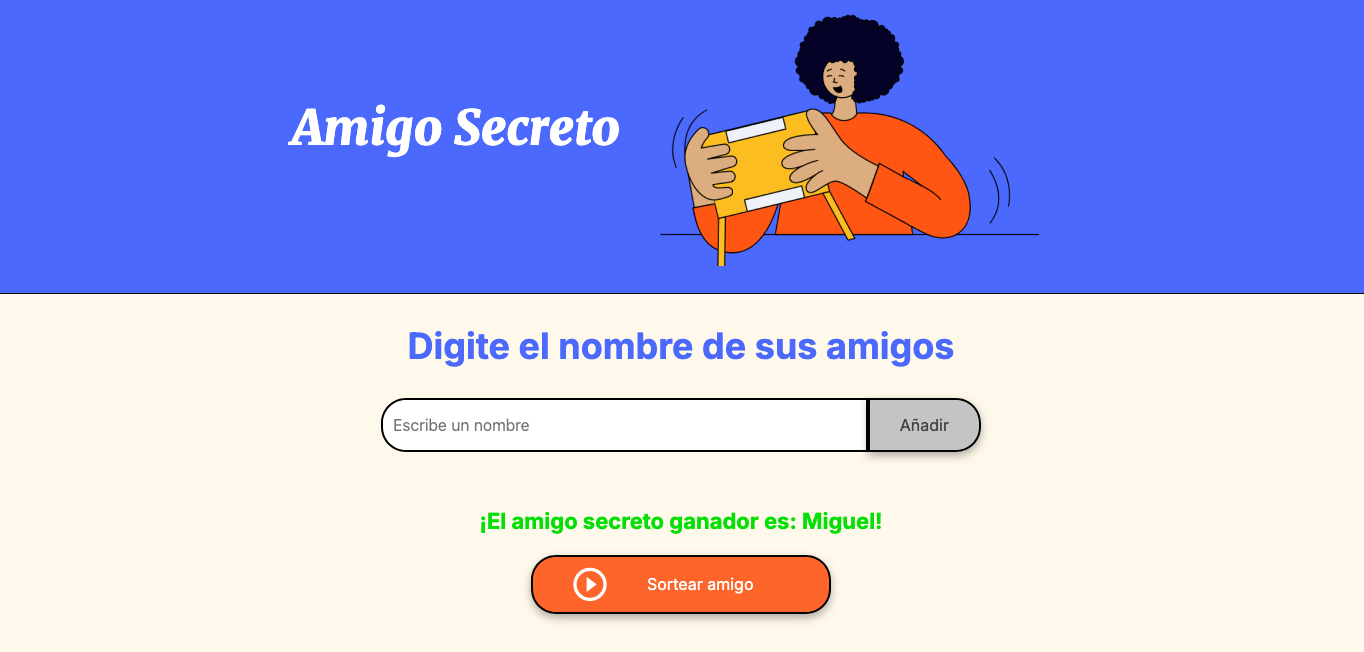 Amigo Secreto
Digite el nombre de sus amigos
Escribe un nombre
Añadir
¡El amigo secreto ganador es: Miguel!
Sortear amigo